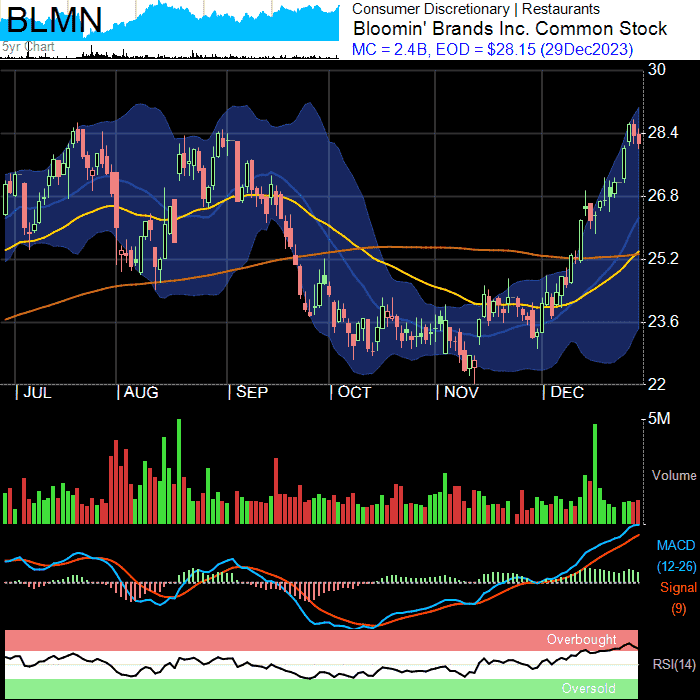 BLMN
5yr Chart
Consumer Discretionary | Restaurants
Bloomin' Brands Inc. Common Stock
MC = 2.4B, EOD = $28.15 (29Dec2023)
30
28.4
26.8
25.2
23.6
22
JUL AUG SEP OCT NOV DEC
5M
Volume
MACD
(12-26)
Signal
(9)
Overbought
RSI(14)
Oversold